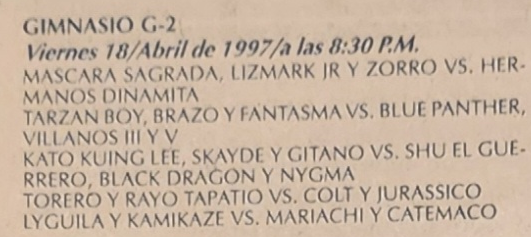 GIMNASIO G-2
Viernes 18/Abril de 1997/a las 8:30 P.M.
MASCARA SAGRADA, LIZMARK JR Y ZORRO VS. HER-
MANOS DINAMITA
TARZAN BOY, BRAZO Y FANTASMA VS. BLUE PANTHER,
VILLANOS III Y V
KATO KUING LEE, SKAYDE Y GITANO VS. SHU EL GUE-
RRERO, BLACK DRAGON Y NYGMA
TORERO Y RAYO TAPATIO VS. COLT Y JURASSICO
LYGUILA Y KAMIKAZE VS. MARIACHI Y CATEMACO